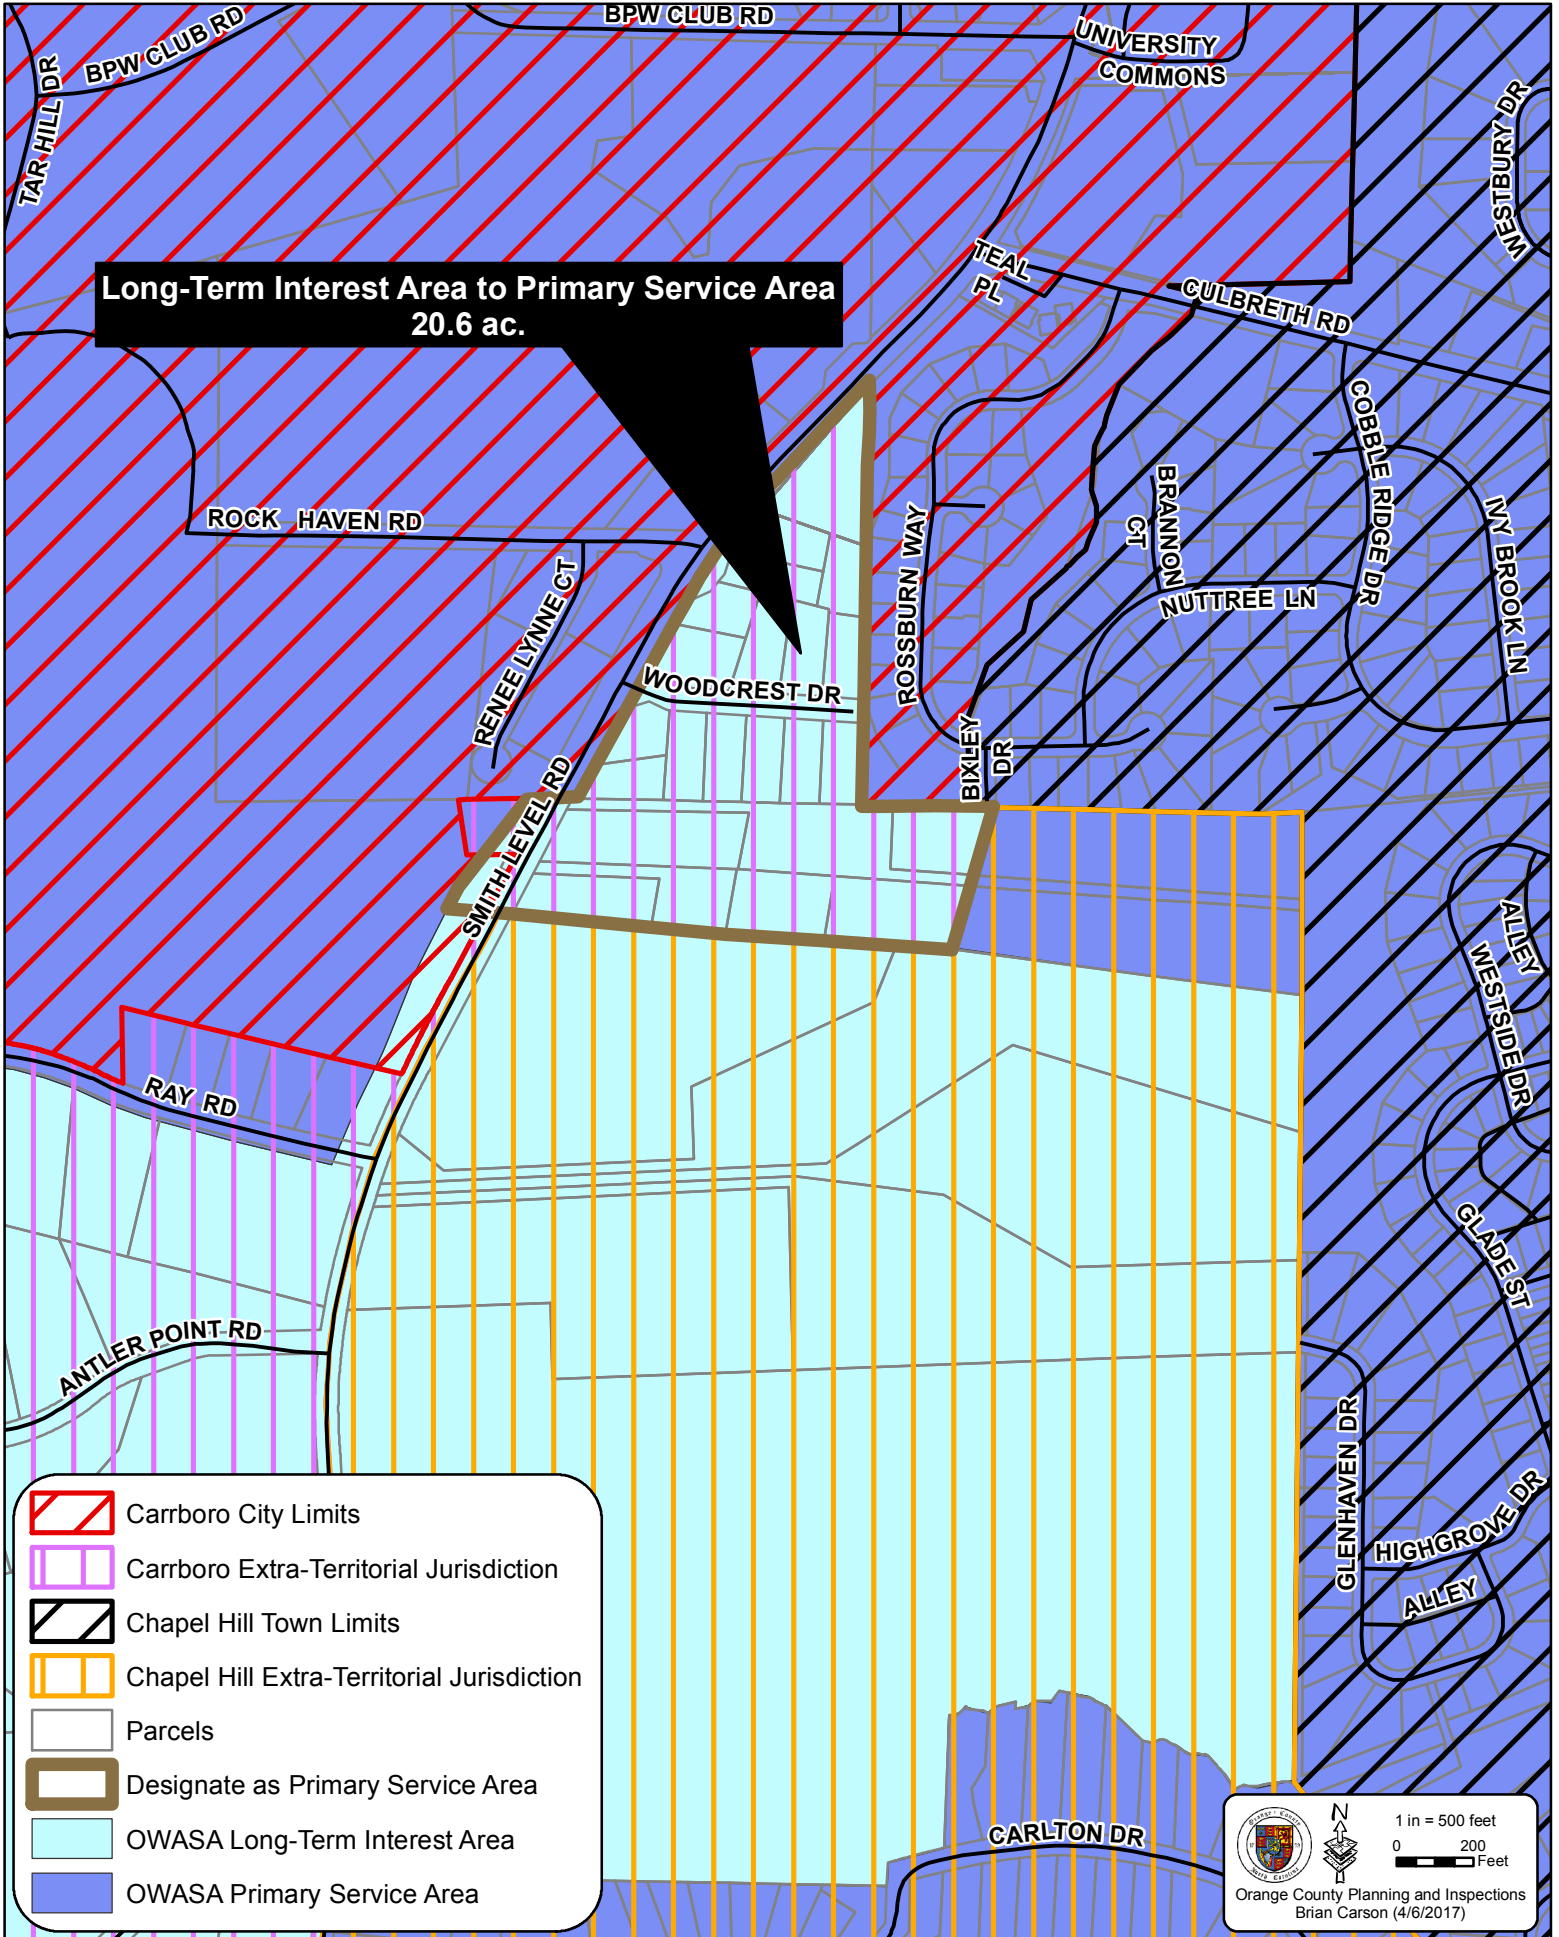 BPW CLUB RD
BPW CLUB RD
UNIVERSITY
COMMONS
TAR HILL DR
WESTBURY DR
Long-Term Interest Area to Primary Service Area
20.6 ac.
TEAL
PL
CULBRETH RD
COBBLE RIDGE DR
BRANNON
CT
IVY BROOK LN
ROCK HAVEN RD
RENEE LYNNE CT
ROSSBURN WAY
NUTTREE LN
WOODCREST DR
BIXLEY
DR
SMITH LEVEL RD
ALLEY
WESTSIDE DR
RAY RD
GLADE ST
ANTLER POINT RD
GLENHAVEN DR
HIGHGROVE DR
ALLEY
CARLTON DR
Carrboro City Limits
Carrboro Extra-Territorial Jurisdiction
Chapel Hill Town Limits
Chapel Hill Extra-Territorial Jurisdiction
Parcels
Designate as Primary Service Area
OWASA Long-Term Interest Area
OWASA Primary Service Area
Orange County
North Carolina
N
1 in = 500 feet
0 200
Feet
Orange County Planning and Inspections
Brian Carson (4/6/2017)